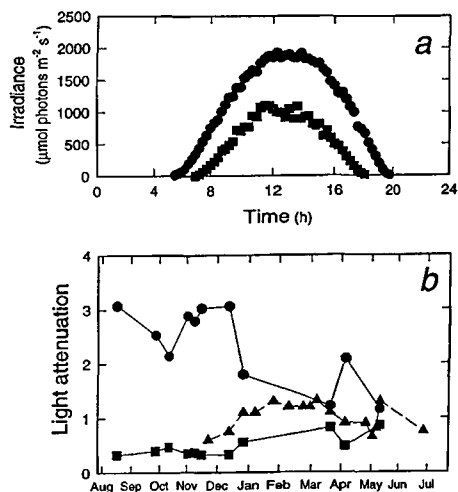 a
Irradiance
(μmol photons m-2 s-1)
2500
2000
1500
1000
500
0
0 4 8 12 16 20 24
Time (h)
b
Light attenuation
4
3
2
1
0
Aug Sep Oct Nov Dec Jan Feb Mar Apr May Jun Jul